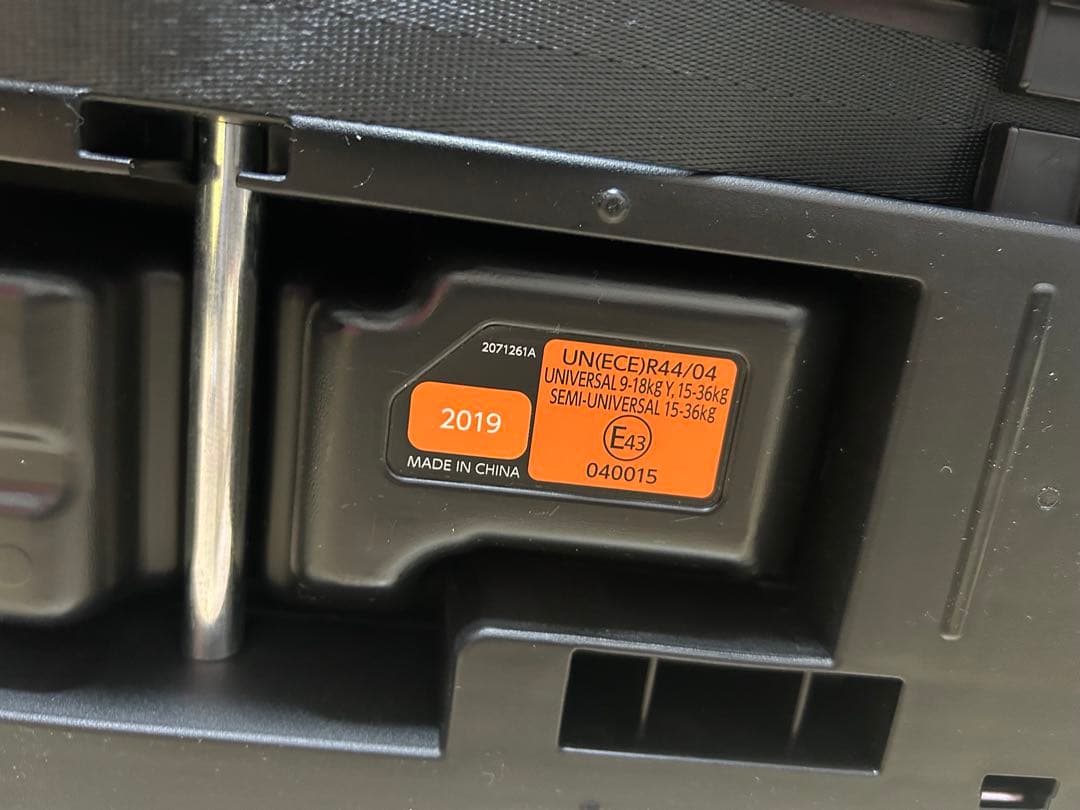 2071261A
2019
MADE IN CHINA
UN(ECE)R44/04
UNIVERSAL 9-18kg Y, 15-36kg
SEMI-UNIVERSAL 15-36kg
E43
040015